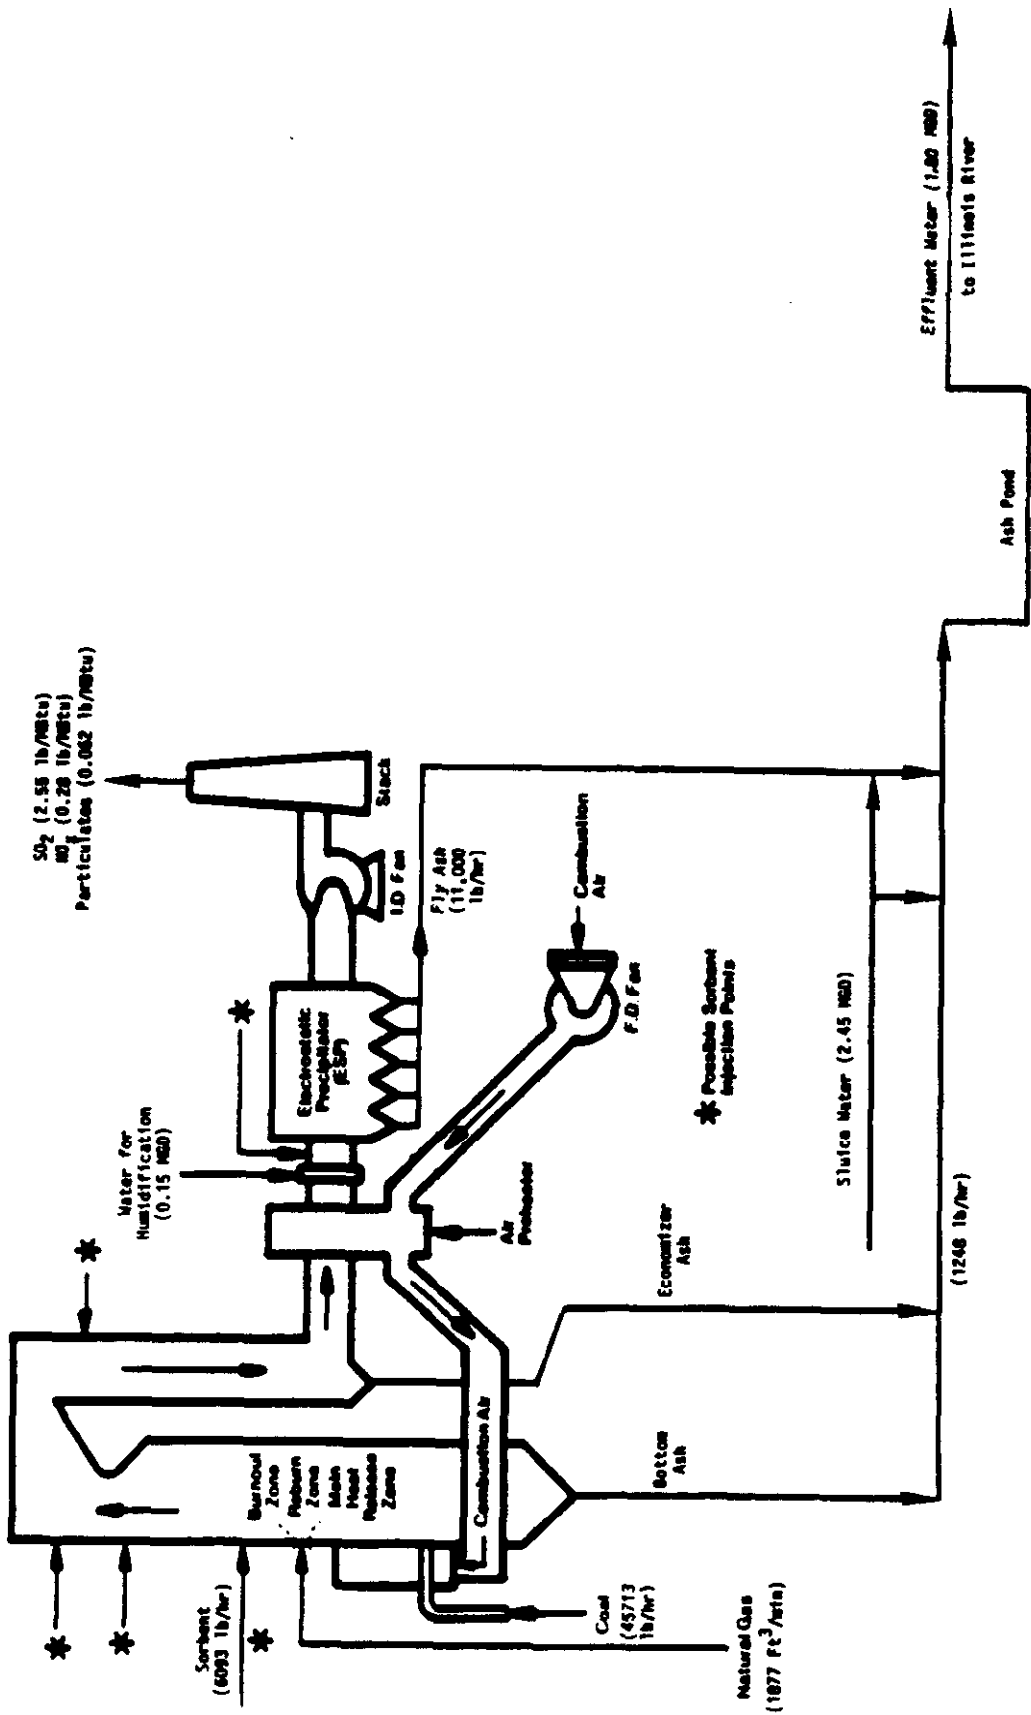 SO₂ (2.56 lb/MBtu)
NOₓ (0.28 lb/MBtu)
Particulates (0.062 lb/MBtu)
Stack
I.D Fan
Fly Ash
(11,000
lb/hr)
Electrostatic
Precipitator
(ESP)
*
Water for
Humidification
(0.15 MGD)
*
Air
Preheater
Combustion
Air
F.D. Fan
* Possible Sorbent
Injection Points
Burnout
Zone
Reburn
Zone
Main
Heat
Release
Zone
Combustion Air
*
*
Sorbent
(6093 lb/hr)
*
Coal
(45713
lb/hr)
Natural Gas
(1877 Ft³/min)
Bottom
Ash
Economizer
Ash
Sluice Water (2.45 MGD)
(1248 lb/hr)
Ash Pond
Effluent Water (1.80 MGD)
to Illinois River